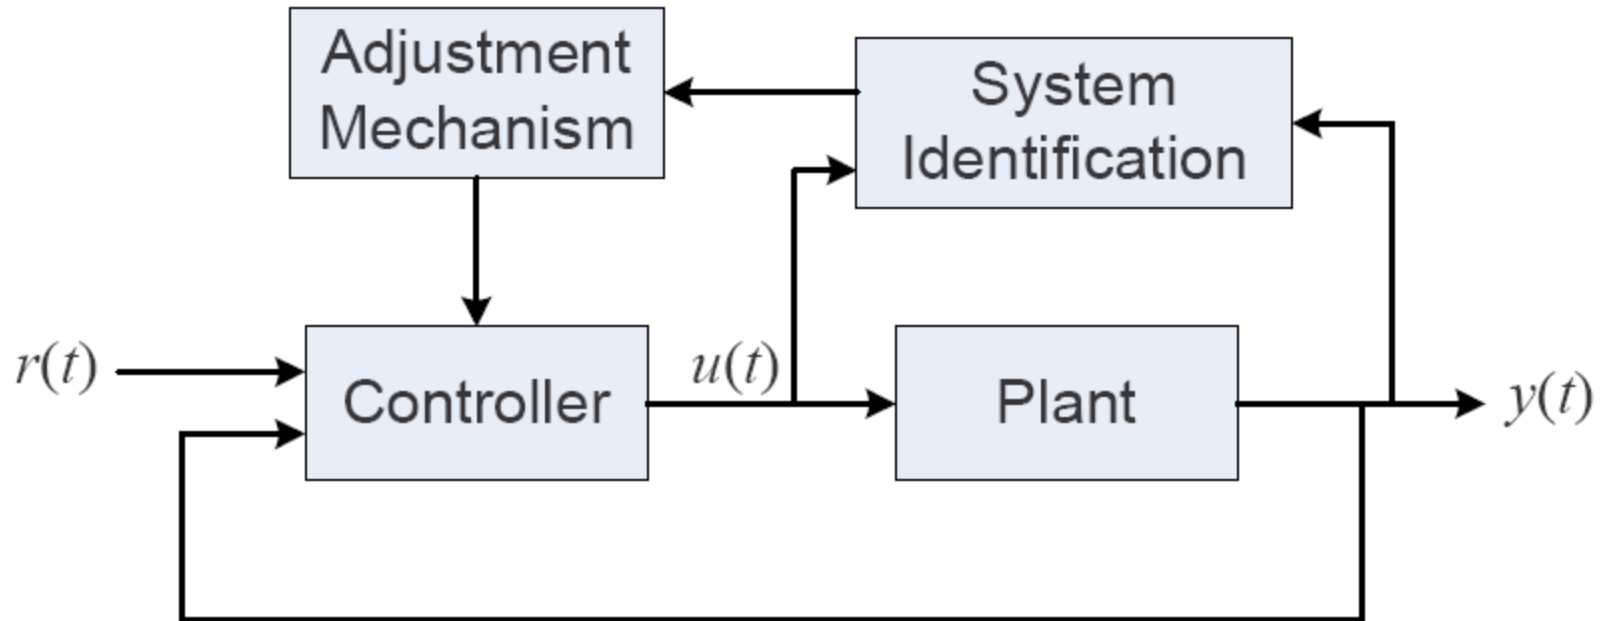 Adjustment
Mechanism
System
Identification
r(t)
Controller
u(t)
Plant
y(t)